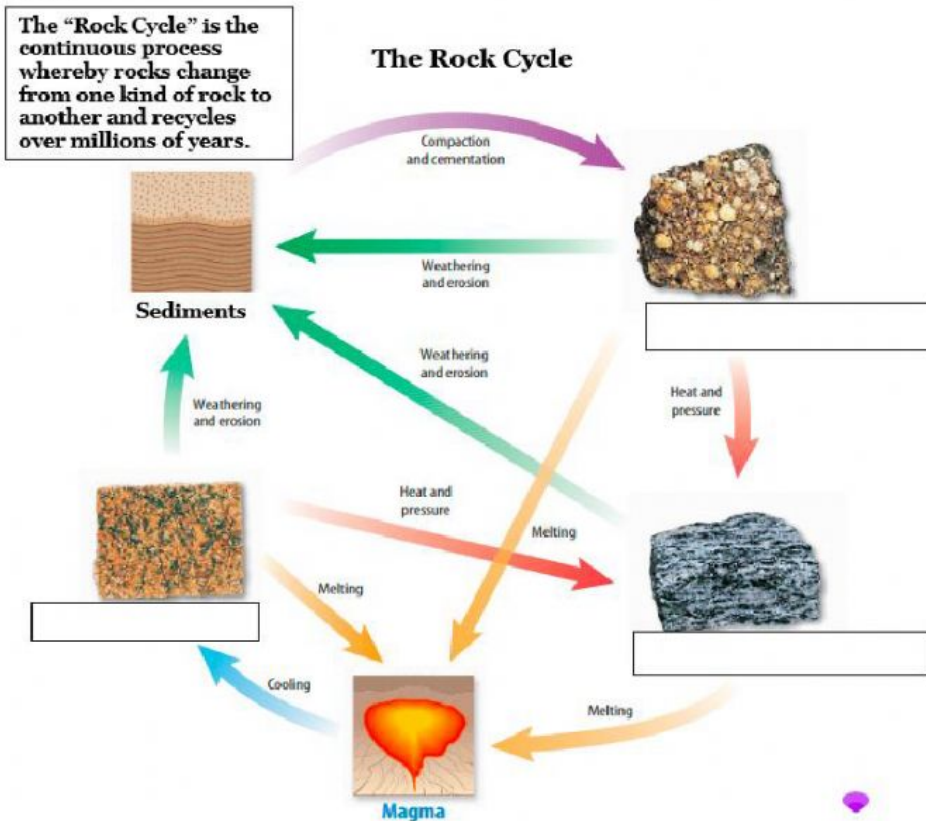 The “Rock Cycle” is the
continuous process
whereby rocks change
from one kind of rock to
another and recycles
over millions of years.
The Rock Cycle
Compaction
and cementation
Weathering
and erosion
Sediments
Weathering
and erosion
Heat and
pressure
Weathering
and erosion
Heat and
pressure
Melting
Melting
Cooling
Melting
Magma